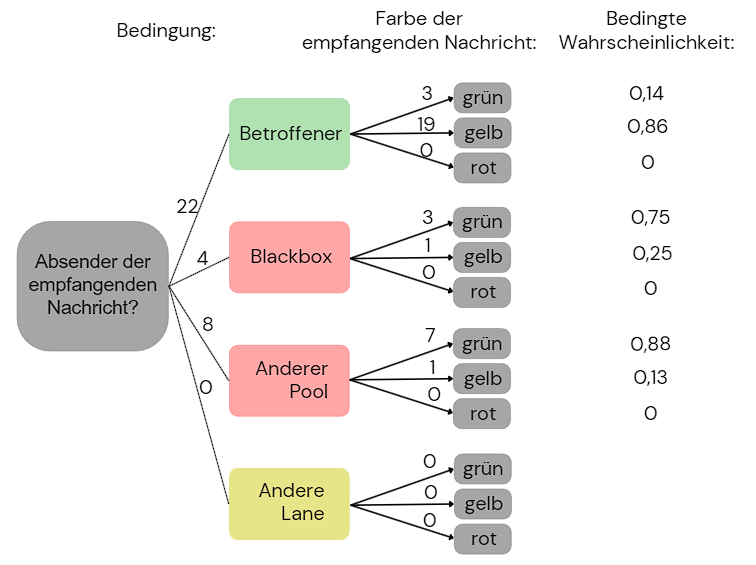 Bedingung:
Farbe der
empfangenden Nachricht:
Bedingte
Wahrscheinlichkeit:
Absender der
empfangenden
Nachricht?
22
Betroffener
3
grün
0,14
19
gelb
0,86
0
rot
0
4
Blackbox
3
grün
0,75
1
gelb
0,25
0
rot
0
8
Anderer
Pool
7
grün
0,88
1
gelb
0,13
0
rot
0
0
Andere
Lane
0
grün
0
gelb
0
rot